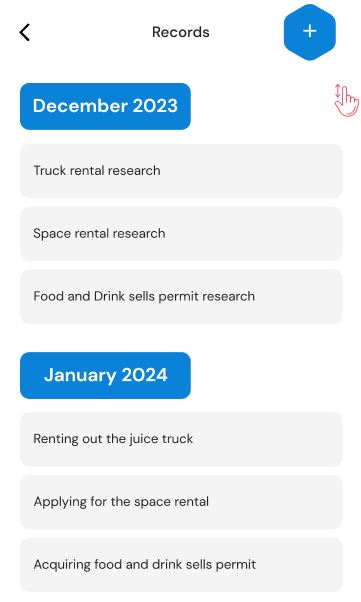 Records
+
December 2023
Truck rental research
Space rental research
Food and Drink sells permit research
January 2024
Renting out the juice truck
Applying for the space rental
Acquiring food and drink sells permit